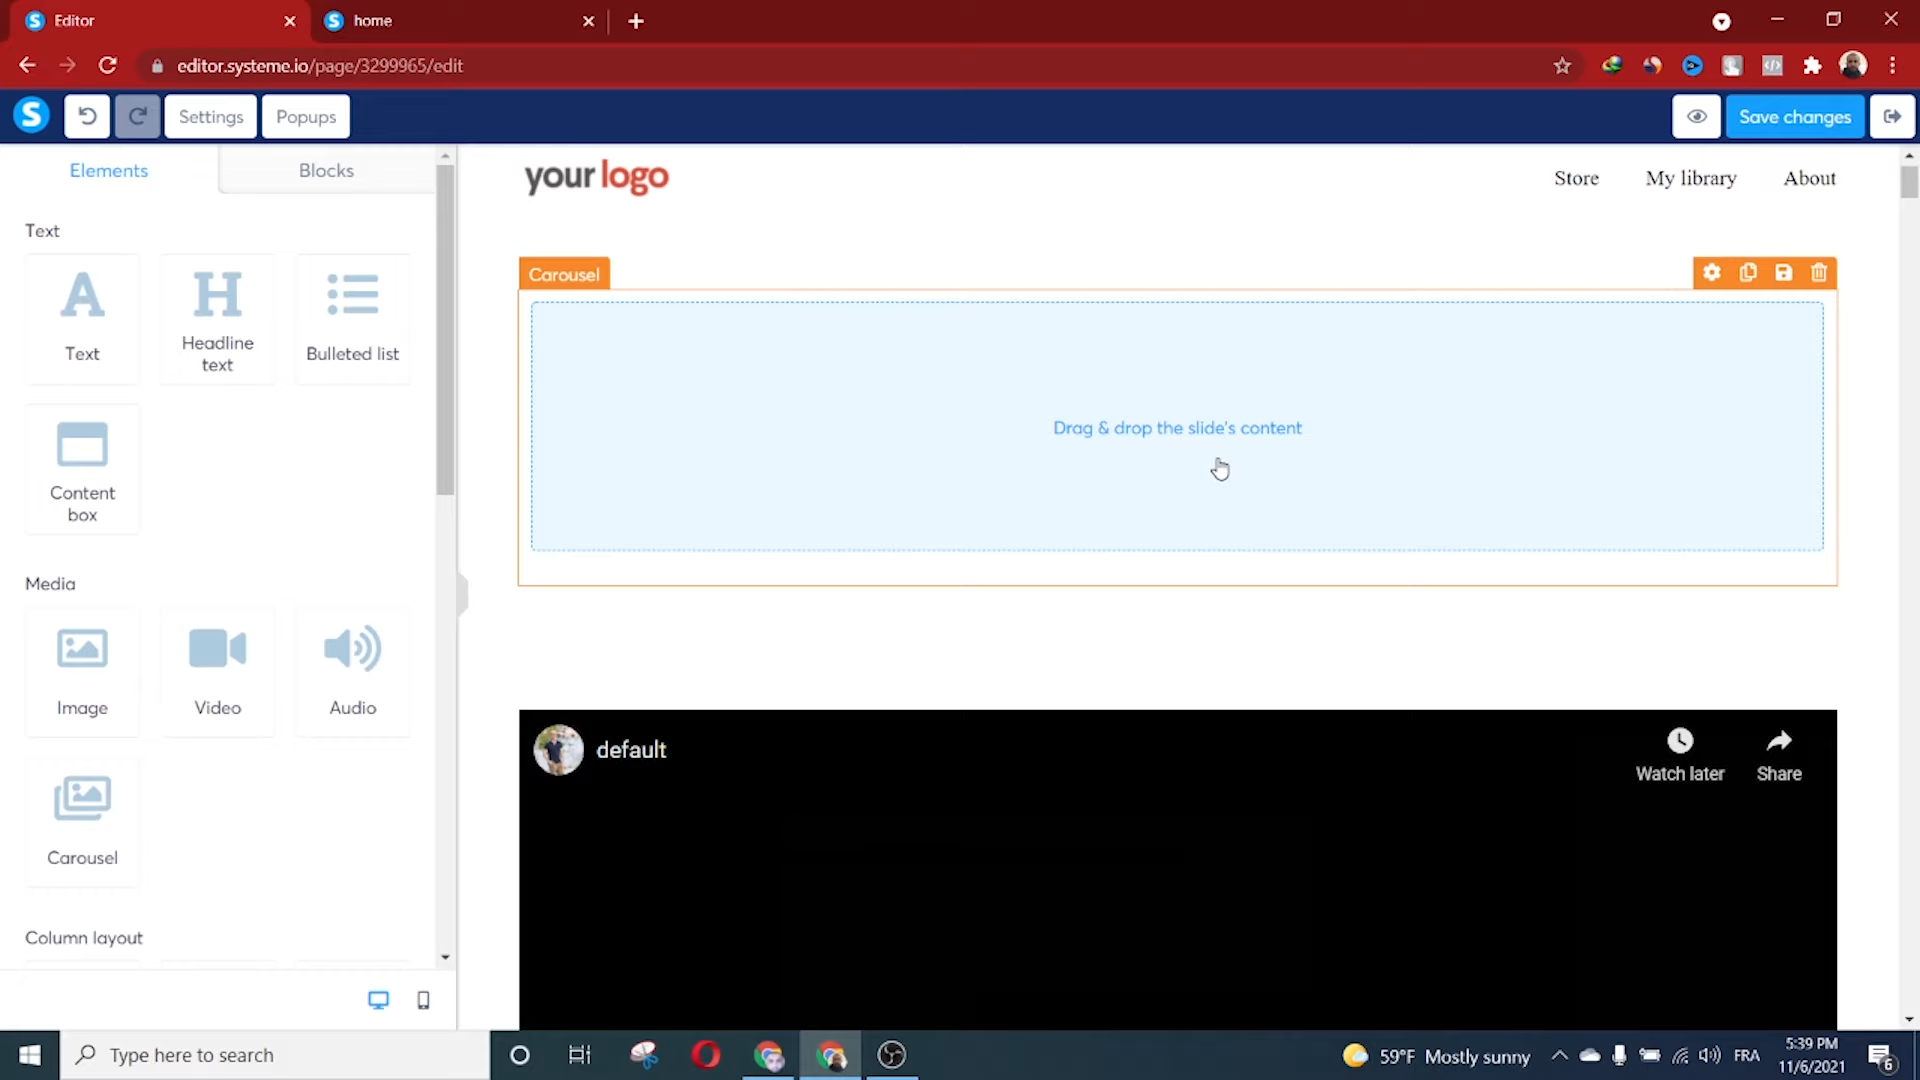 Editor
home
editor.systeme.io/page/3299965/edit
S
Settings
Popups
Save changes
Elements
Blocks
your logo
Store
My library
About
Text
Carousel
A
Text
H
Headline
text
Bulleted list
Drag & drop the slide's content
Content
box
Media
Image
Video
Audio
default
Watch later
Share
Carousel
Column layout
Type here to search
59°F Mostly sunny
FRA
5:39 PM
11/6/2021
6